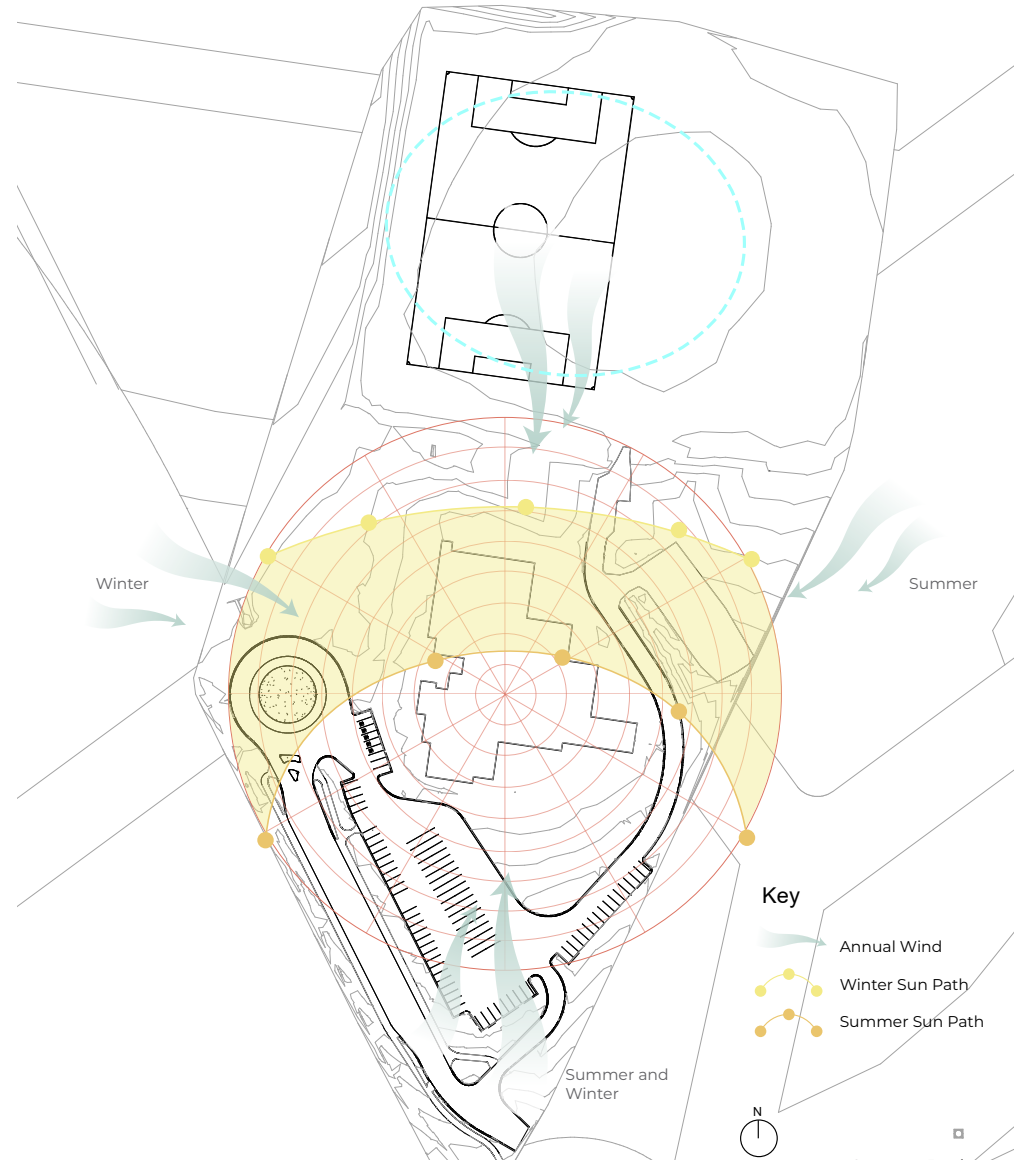 Winter
Summer
Key
Annual Wind
Winter Sun Path
Summer Sun Path
Summer and
Winter
N